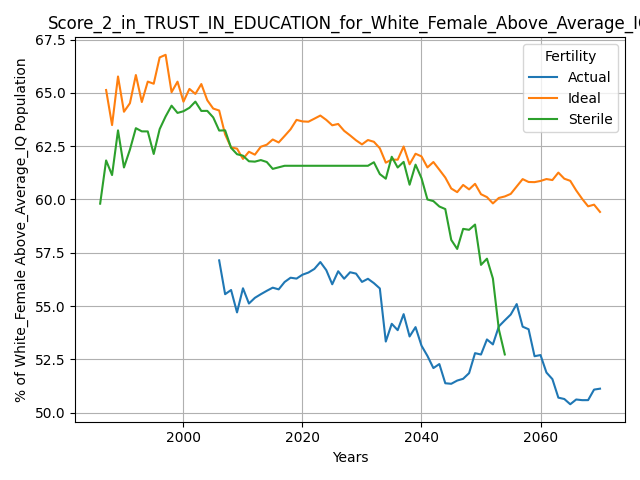 Score_2_in_TRUST_IN_EDUCATION_for_White_Female_Above_Average_IQ
67.5
65.0
62.5
60.0
57.5
55.0
52.5
50.0
% of White_Female Above_Average_IQ Population
Fertility
Actual
Ideal
Sterile
2000
2020
2040
2060
Years